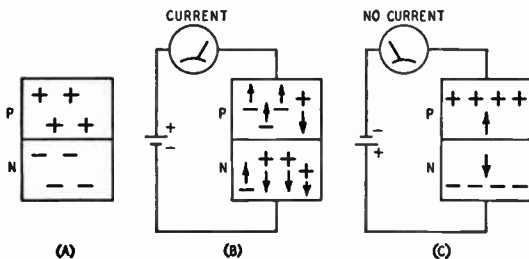 CURRENT
NO CURRENT
P
+ +
+ +
N
− −
− −
+
−
P
− − − +
−
N
+ + +
− +
−
+
P
+ + + +
N
− − − −
(A)
(B)
(C)